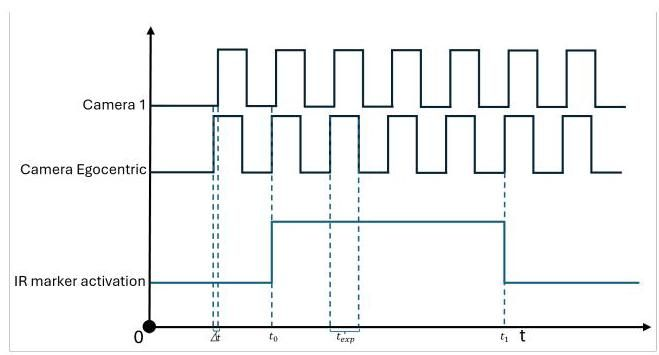 Camera 1
Camera Egocentric
IR marker activation
0
Δt
t₀
tₑₓₚ
t₁
t